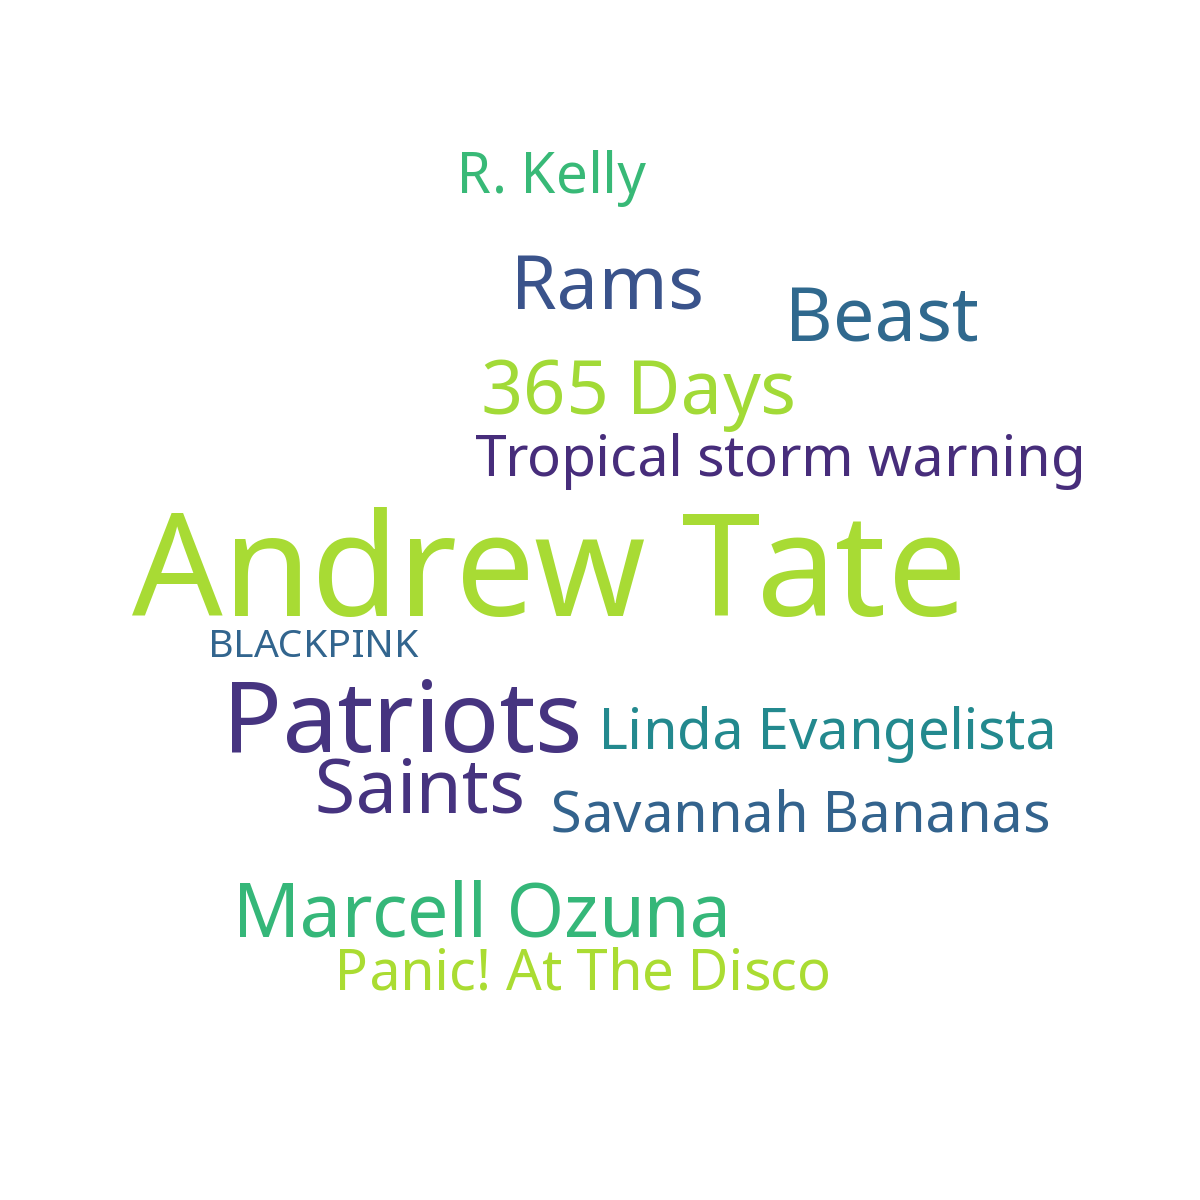 R. Kelly
Rams
Beast
365 Days
Tropical storm warning
Andrew Tate
BLACKPINK
Patriots
Linda Evangelista
Saints
Savannah Bananas
Marcell Ozuna
Panic! At The Disco